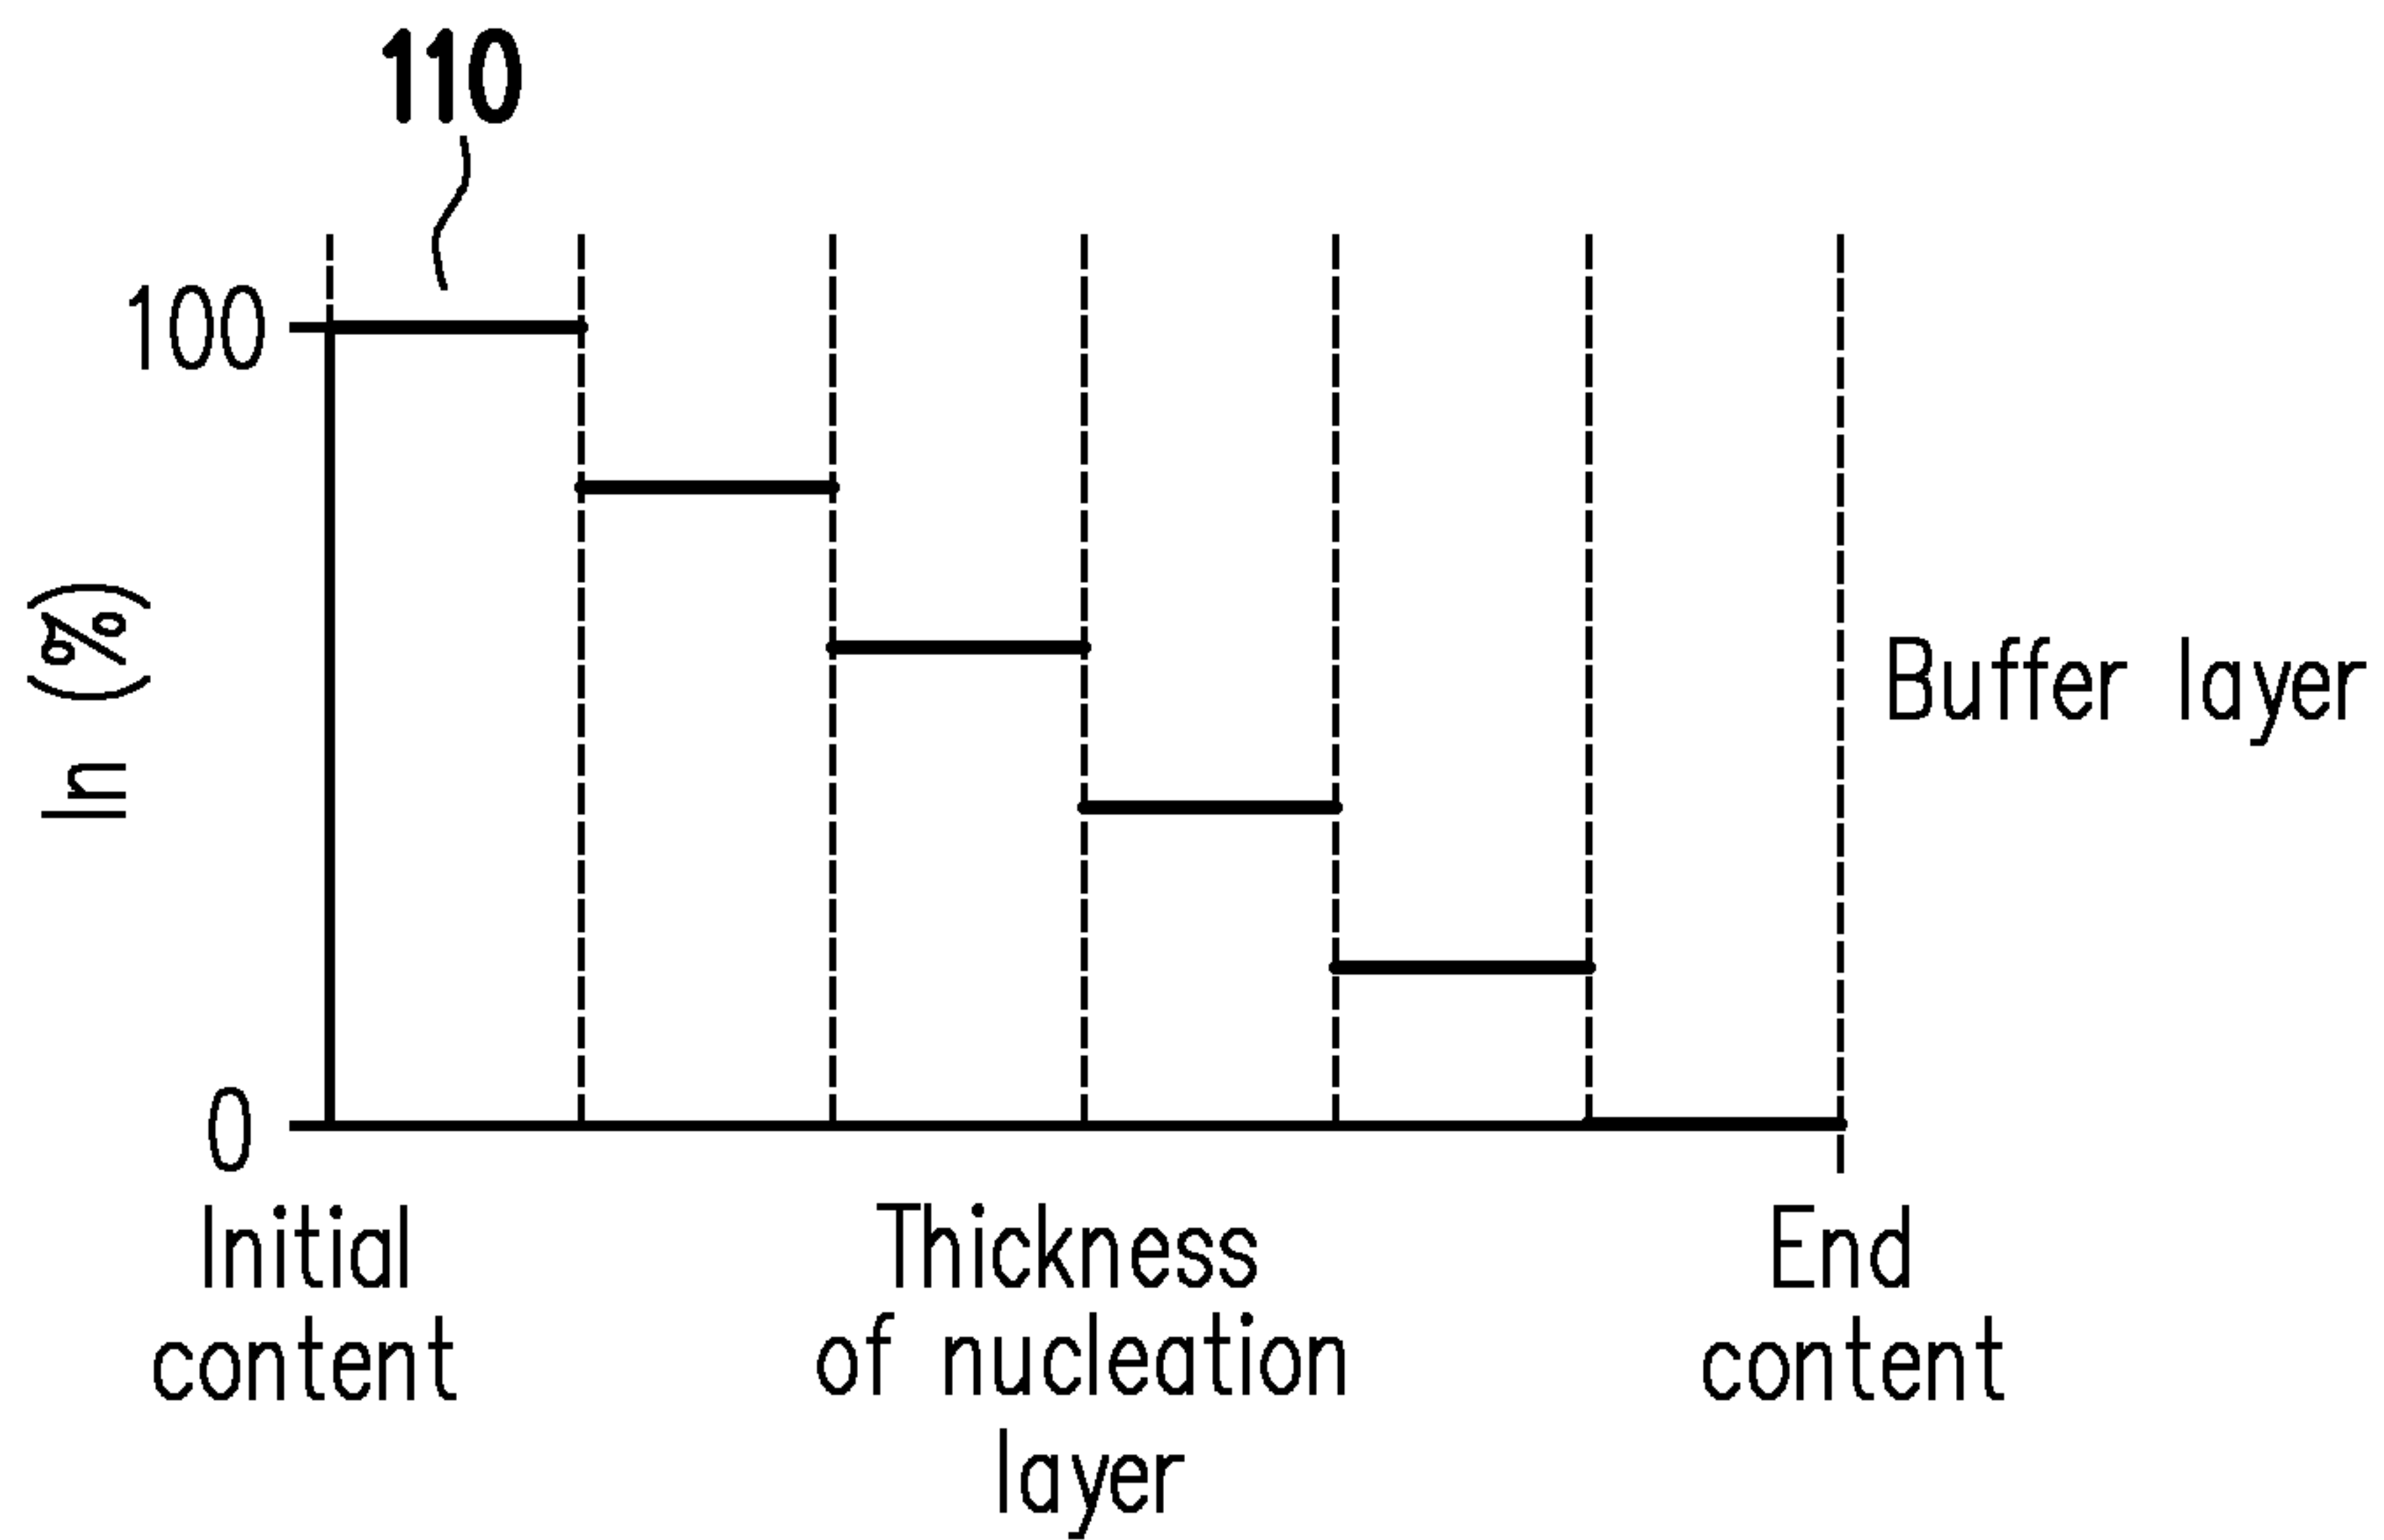 110
100
In (%)
Buffer layer
0
Initial
content
Thickness
of nucleation
layer
End
content